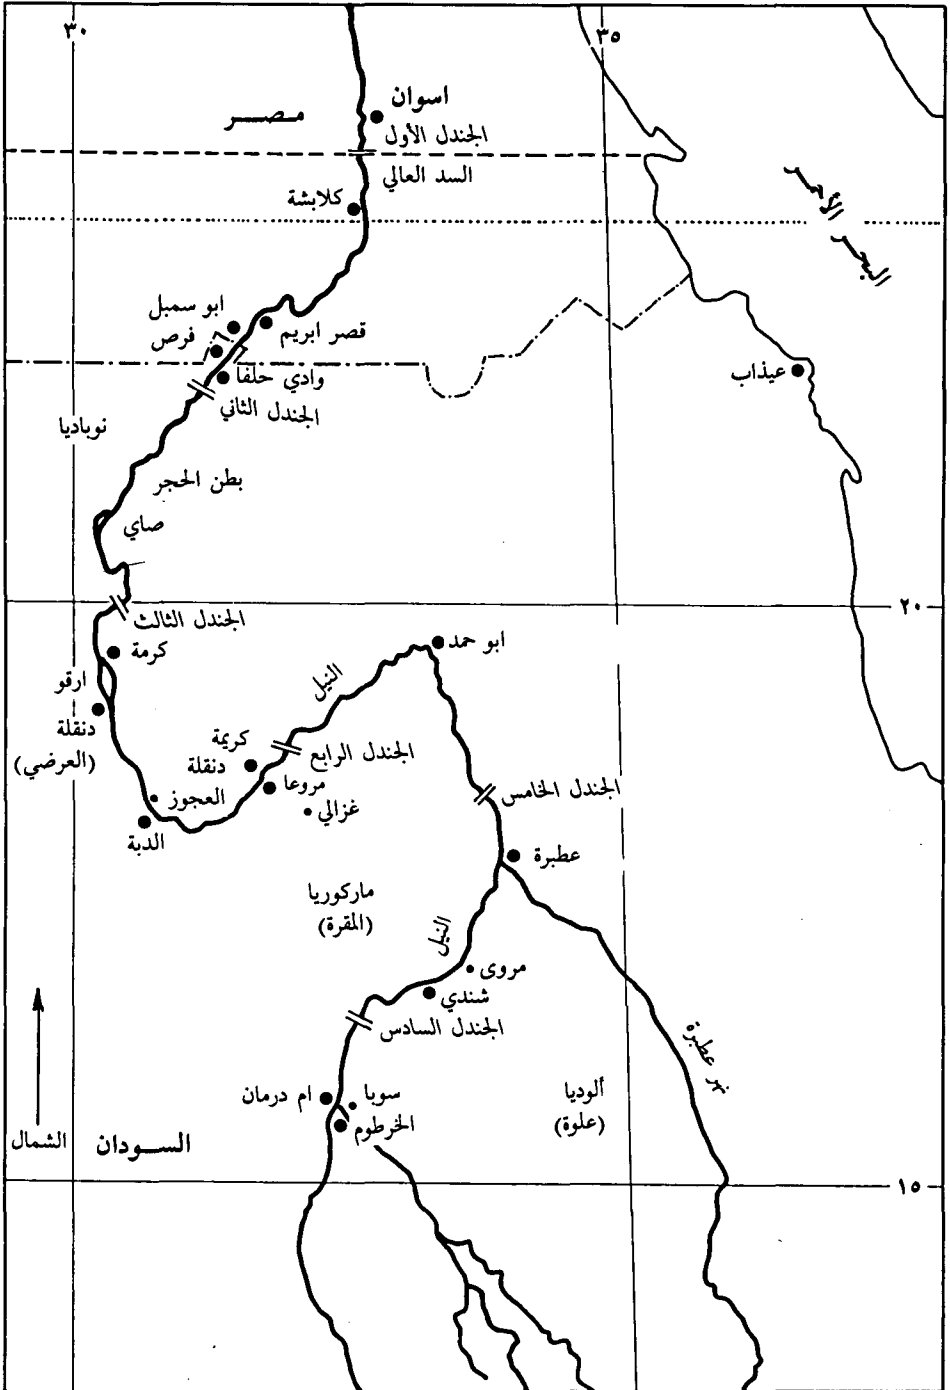 ٣٠
٣٥
اسوان
مـصـــر
الجندل الأول
السد العالي
كلابشة
البحر الأحمر
ابو سمبل
قصر ابريم
فرص
وادي حلفا
عيذاب
الجندل الثاني
نوباديا
بطن الحجر
صاي
٢٠
الجندل الثالث
كرمة
ابو حمد
ارقو
النيل
دنقلة
(العرضي)
كريمة
الجندل الرابع
دنقلة
مروعا
العجوز
غزالي
الجندل الخامس
الدبة
عطبرة
ماركوريا
(المقرة)
النيل
مروى
شندي
الجندل السادس
نهر عطبرة
ألوديا
(علوة)
ام درمان
سوبا
الخرطوم
الشمال
الســودان
١٥